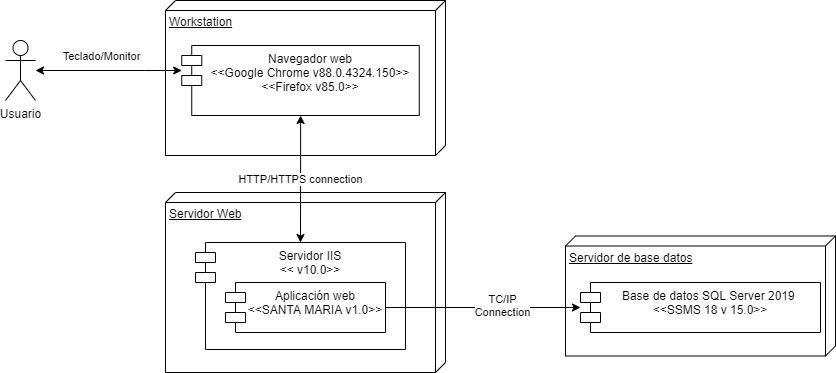 Workstation
Teclado/Monitor
Navegador web
<<Google Chrome v88.0.4324.150>>
<<Firefox v85.0>>
Usuario
HTTP/HTTPS connection
Servidor Web
Servidor IIS
<< v10.0>>
Aplicación web
<<SANTA MARIA v1.0>>
TC/IP
Connection
Servidor de base datos
Base de datos SQL Server 2019
<<SSMS 18 v 15.0>>